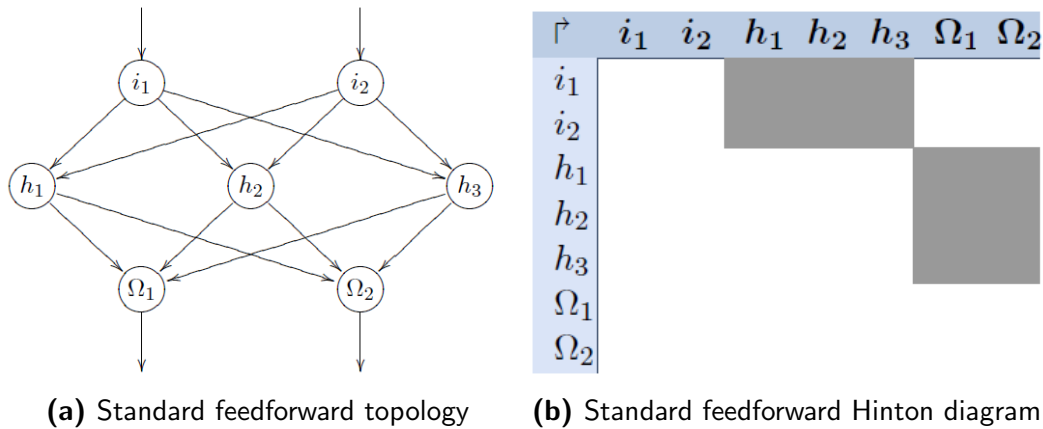 i₁ i₂
h₁ h₂ h₃
Ω₁ Ω₂
(a) Standard feedforward topology
↱ i₁ i₂ h₁ h₂ h₃ Ω₁ Ω₂
i₁
i₂
h₁
h₂
h₃
Ω₁
Ω₂
(b) Standard feedforward Hinton diagram